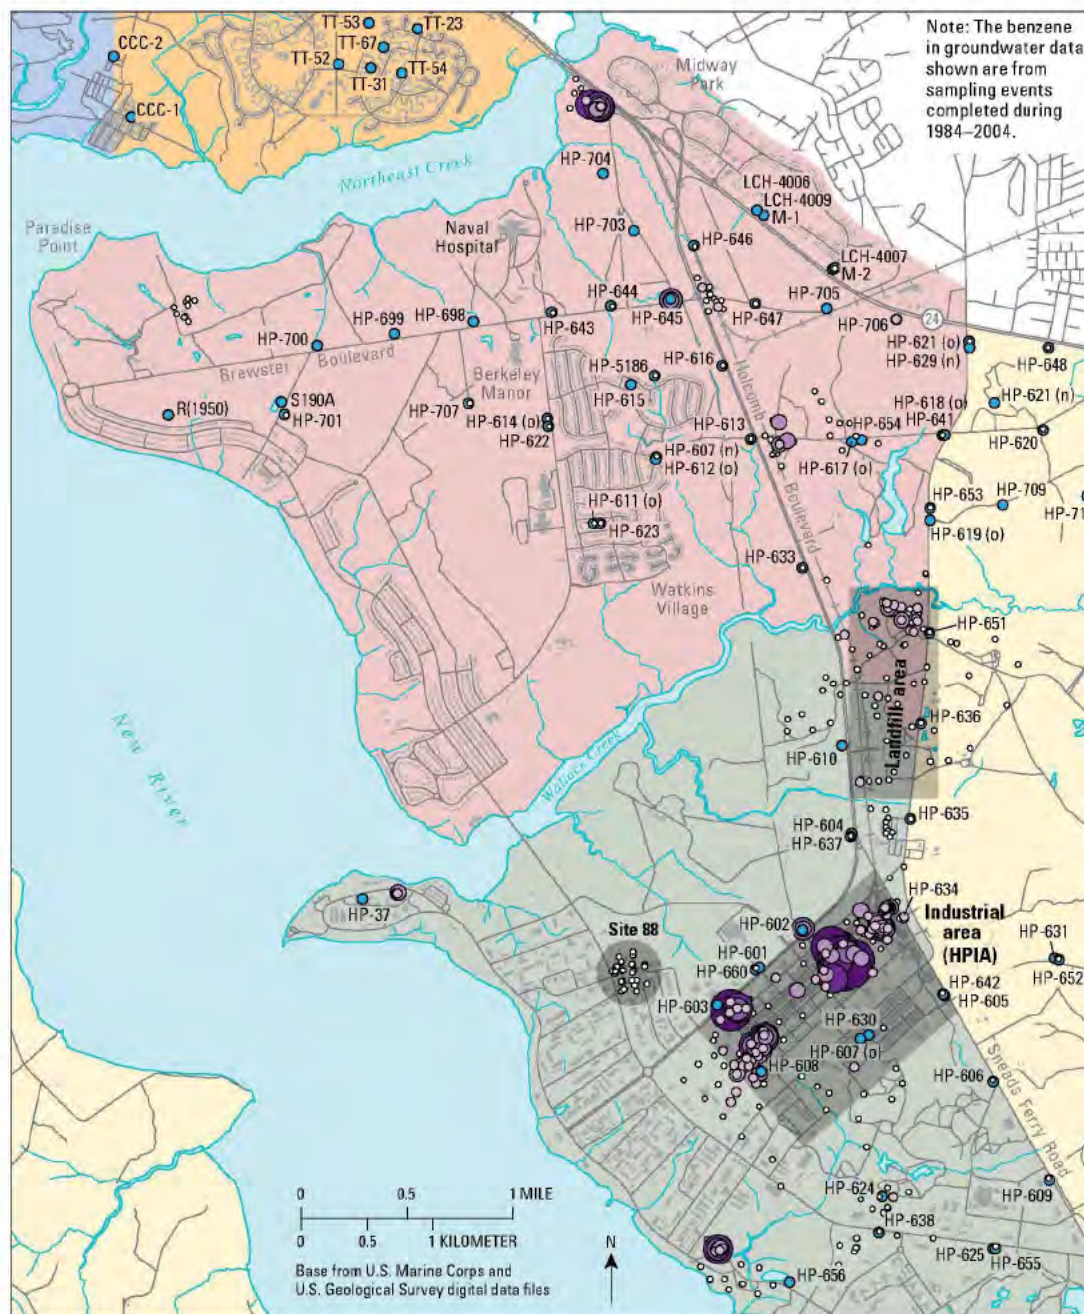 TT-53
TT-23
CCC-2
TT-67
TT-52
TT-54
TT-31
CCC-1
Note: The benzene
in groundwater data
shown are from
sampling events
completed during
1984–2004.
Midway
Park
Northeast Creek
HP-704
LCH-4006
LCH-4009
M-1
Paradise
Point
Naval
Hospital
HP-703
HP-646
LCH-4007
M-2
HP-644
HP-705
HP-698
HP-643
HP-645
HP-647
HP-706
24
HP-699
HP-700
HP-621 (o)
HP-629 (n)
HP-648
Brewster
Boulevard
HP-616
Holcomb
Boulevard
Berkeley
Manor
HP-5186
HP-615
HP-621 (n)
R(1950)
S190A
HP-701
HP-707
HP-614 (o)
HP-622
HP-613
HP-654
HP-618 (o)
HP-641
HP-620
HP-607 (n)
HP-612 (o)
HP-617 (o)
HP-611 (o)
HP-623
HP-653
HP-709
HP-71
HP-619 (o)
HP-633
Watkins
Village
HP-651
Landfill area
HP-636
New
River
HP-610
Wallace Creek
HP-635
HP-604
HP-637
HP-634
HP-37
Site 88
HP-602
Industrial
area
(HPIA)
HP-601
HP-660
HP-631
HP-652
HP-603
HP-642
HP-605
HP-630
HP-607 (o)
HP-608
HP-606
Sneads Ferry Road
HP-624
HP-609
HP-638
HP-625
HP-655
HP-656
0 0.5 1 MILE
0 0.5 1 KILOMETER
N
Base from U.S. Marine Corps and
U.S. Geological Survey digital data files